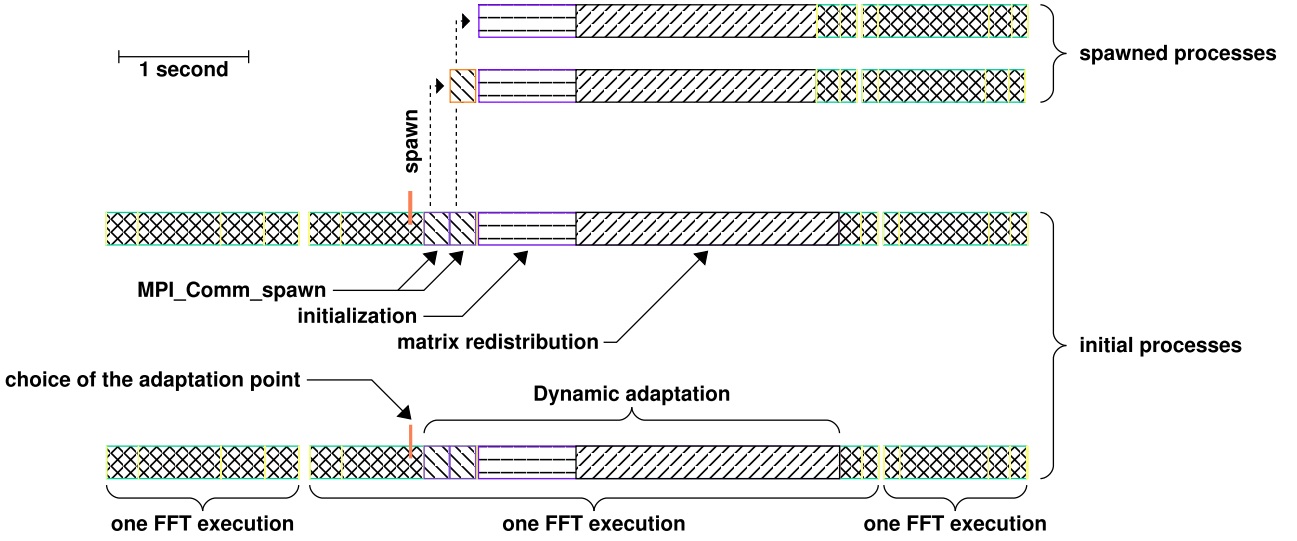 spawned processes
1 second
spawn
MPI_Comm_spawn
initialization
matrix redistribution
initial processes
choice of the adaptation point
Dynamic adaptation
one FFT execution
one FFT execution
one FFT execution